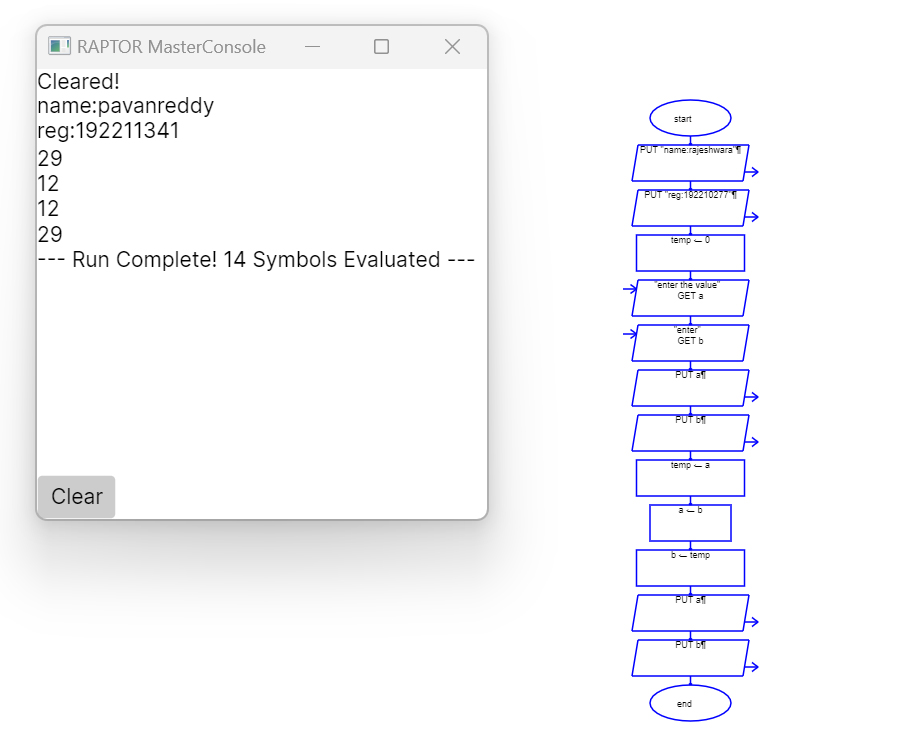 RAPTOR MasterConsole
Cleared!
name:pavanreddy
reg:192211341
29
12
12
29
--- Run Complete! 14 Symbols Evaluated ---
Clear
start
PUT "name:rajeshwara"¶
PUT "reg:192210277"¶
temp ← 0
"enter the value"
GET a
"enter"
GET b
PUT a¶
PUT b¶
temp ← a
a ← b
b ← temp
PUT a¶
PUT b¶
end